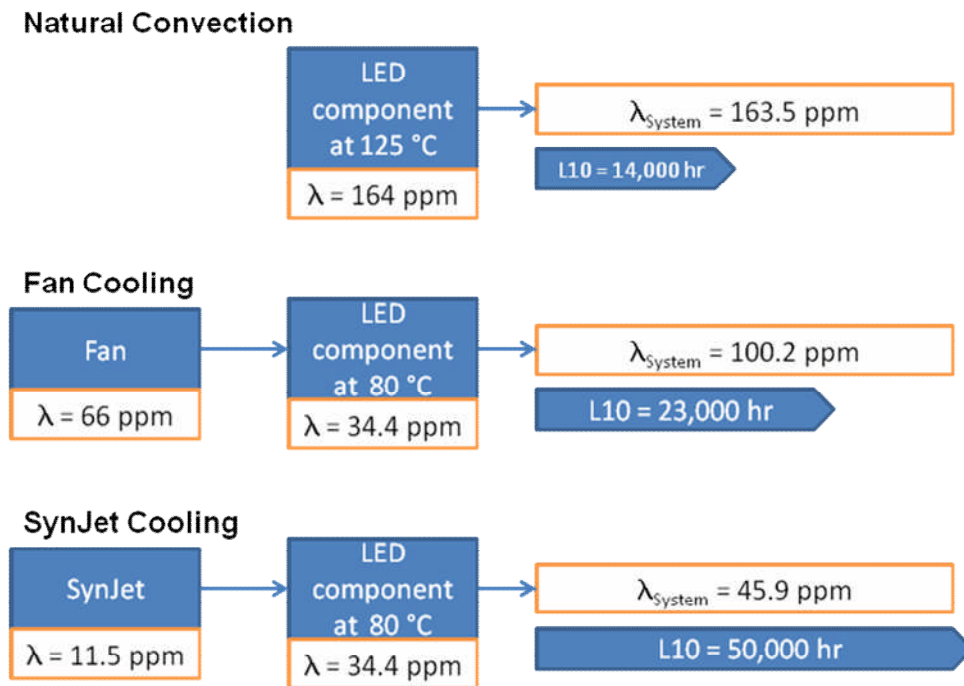 Natural Convection
LED
component
at 125 °C
λ = 164 ppm
λSystem = 163.5 ppm
L10 = 14,000 hr
Fan Cooling
Fan
λ = 66 ppm
LED
component
at 80 °C
λ = 34.4 ppm
λSystem = 100.2 ppm
L10 = 23,000 hr
SynJet Cooling
SynJet
λ = 11.5 ppm
LED
component
at 80 °C
λ = 34.4 ppm
λSystem = 45.9 ppm
L10 = 50,000 hr